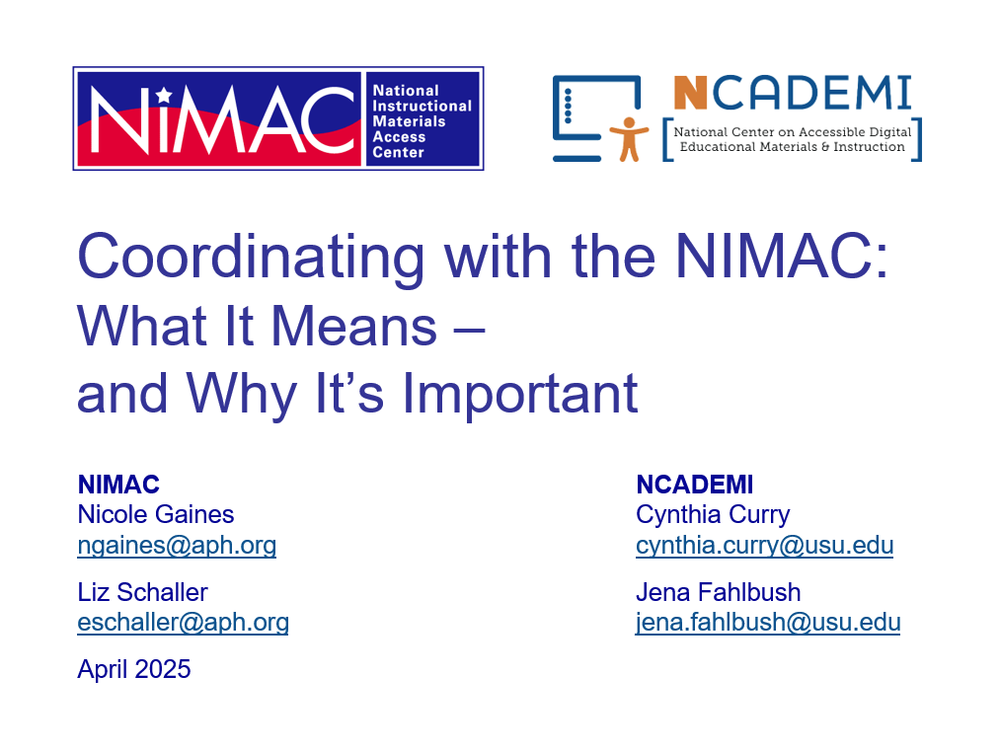 NiMAC
National
Instructional
Materials
Access
Center
NCADEMI
National Center on Accessible Digital
Educational Materials & Instruction
Coordinating with the NIMAC:
What It Means –
and Why It’s Important
NIMAC
Nicole Gaines
ngaines@aph.org
Liz Schaller
eschaller@aph.org
April 2025
NCADEMI
Cynthia Curry
cynthia.curry@usu.edu
Jena Fahlbush
jena.fahlbush@usu.edu